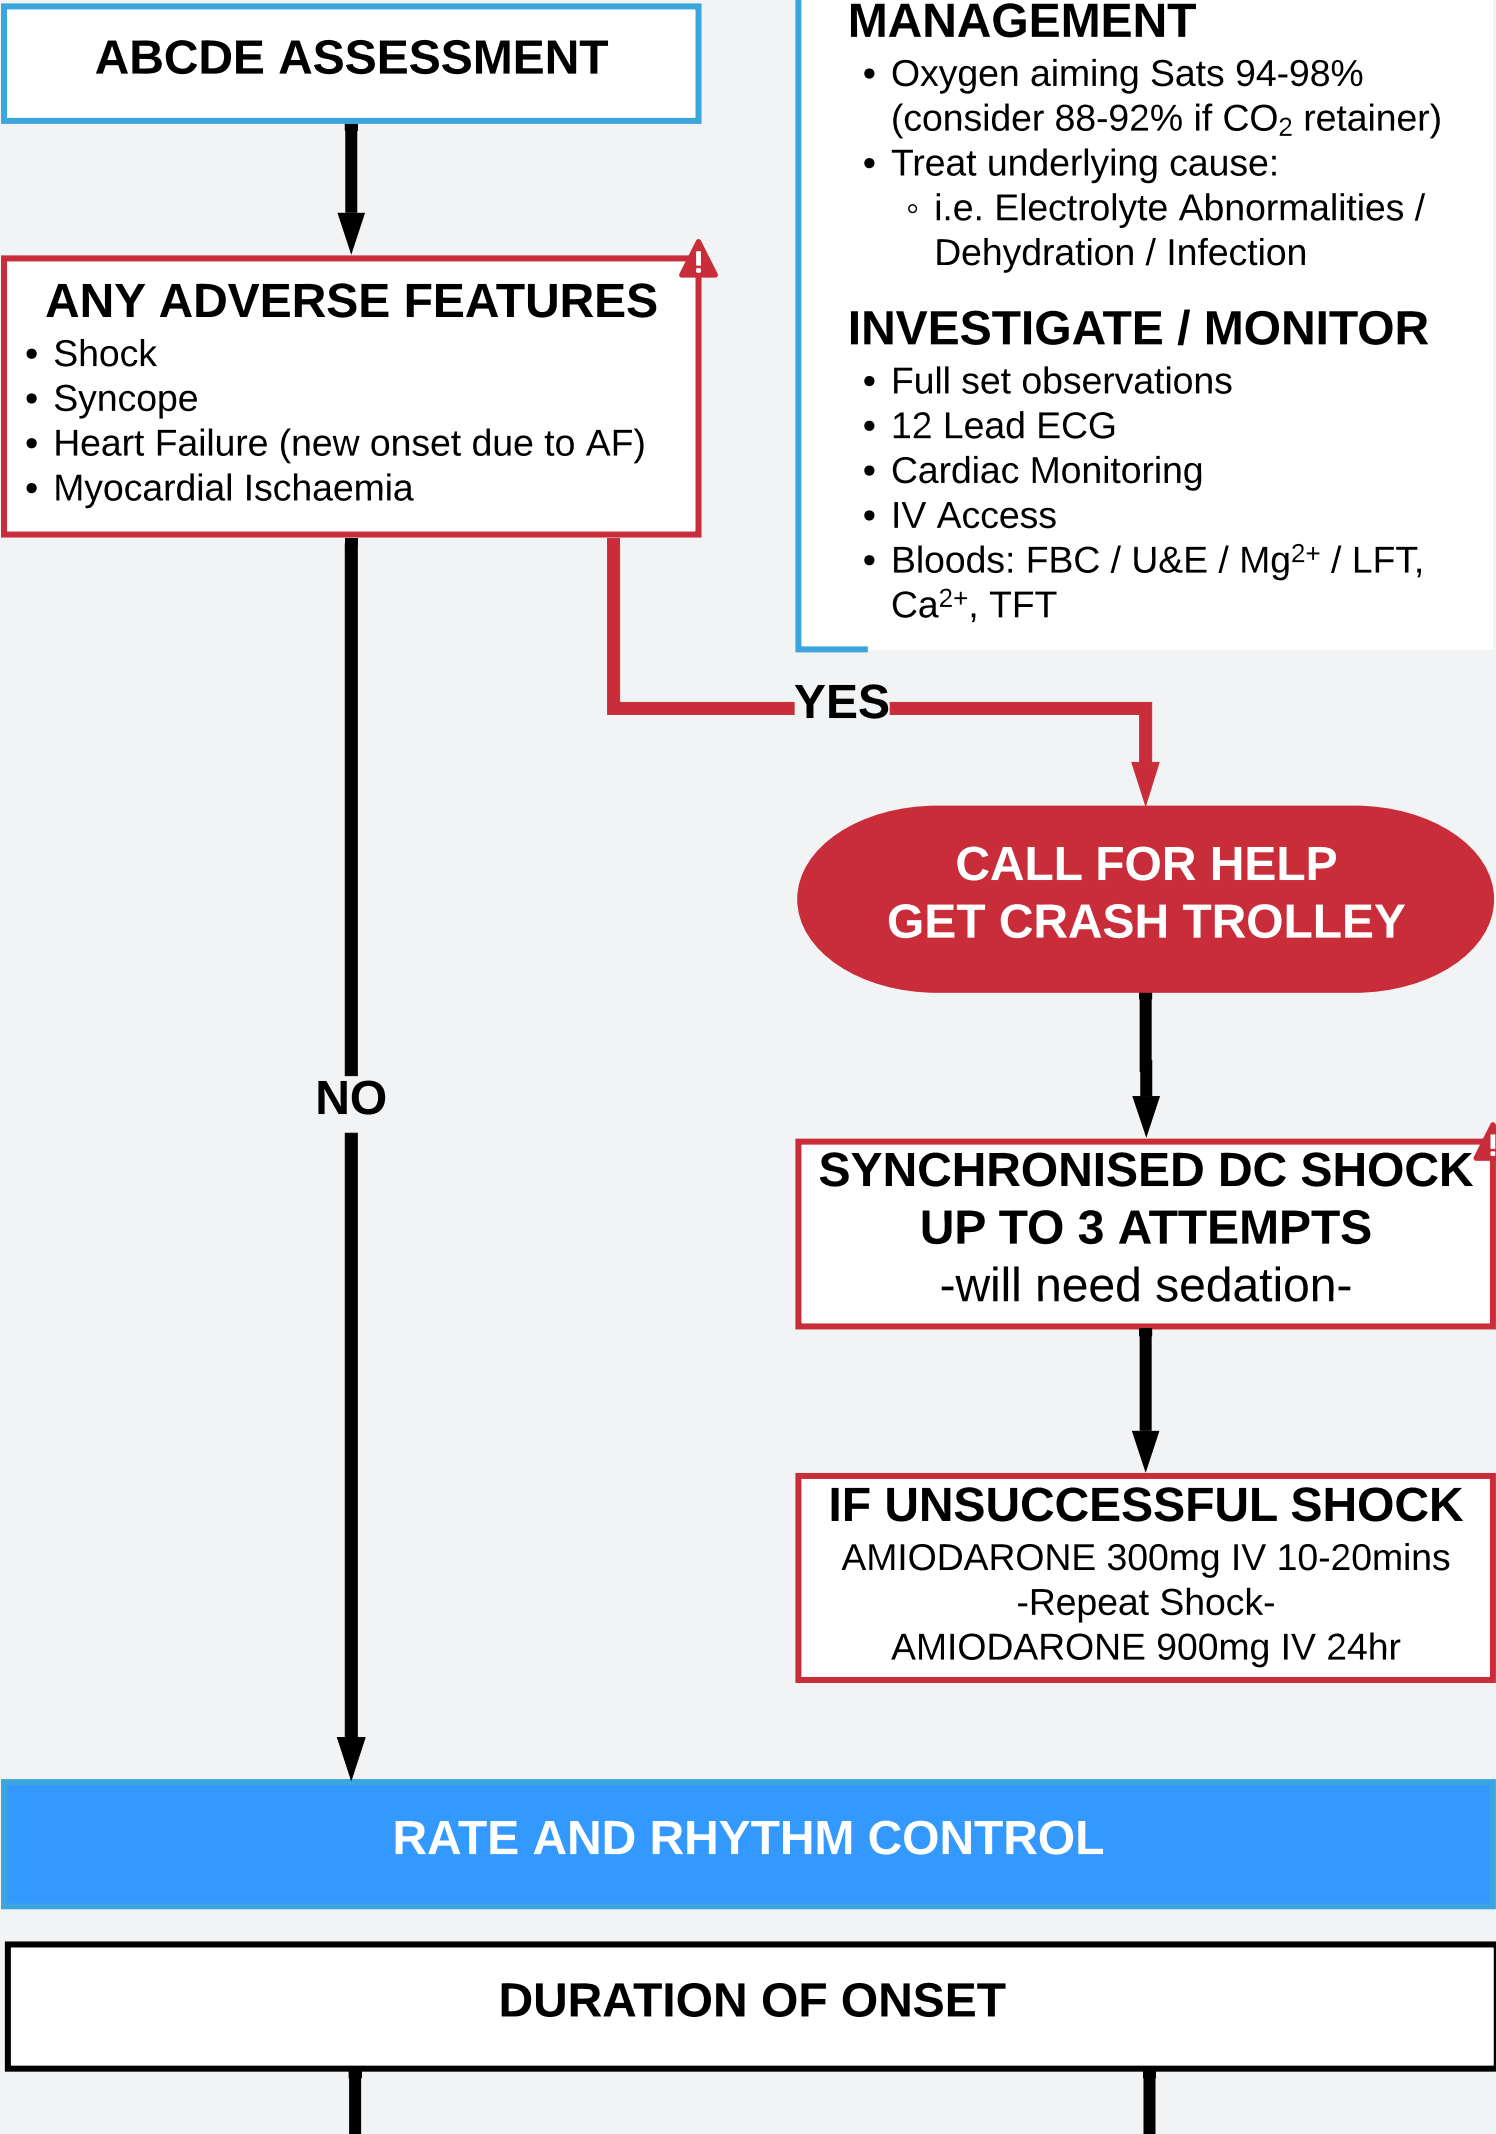 ABCDE ASSESSMENT
ANY ADVERSE FEATURES
• Shock
• Syncope
• Heart Failure (new onset due to AF)
• Myocardial Ischaemia
MANAGEMENT
• Oxygen aiming Sats 94-98%
(consider 88-92% if CO₂ retainer)
• Treat underlying cause:
◦ i.e. Electrolyte Abnormalities /
Dehydration / Infection
INVESTIGATE / MONITOR
• Full set observations
• 12 Lead ECG
• Cardiac Monitoring
• IV Access
• Bloods: FBC / U&E / Mg²⁺ / LFT,
Ca²⁺, TFT
YES
CALL FOR HELP
GET CRASH TROLLEY
NO
SYNCHRONISED DC SHOCK
UP TO 3 ATTEMPTS
-will need sedation-
IF UNSUCCESSFUL SHOCK
AMIODARONE 300mg IV 10-20mins
-Repeat Shock-
AMIODARONE 900mg IV 24hr
RATE AND RHYTHM CONTROL
DURATION OF ONSET